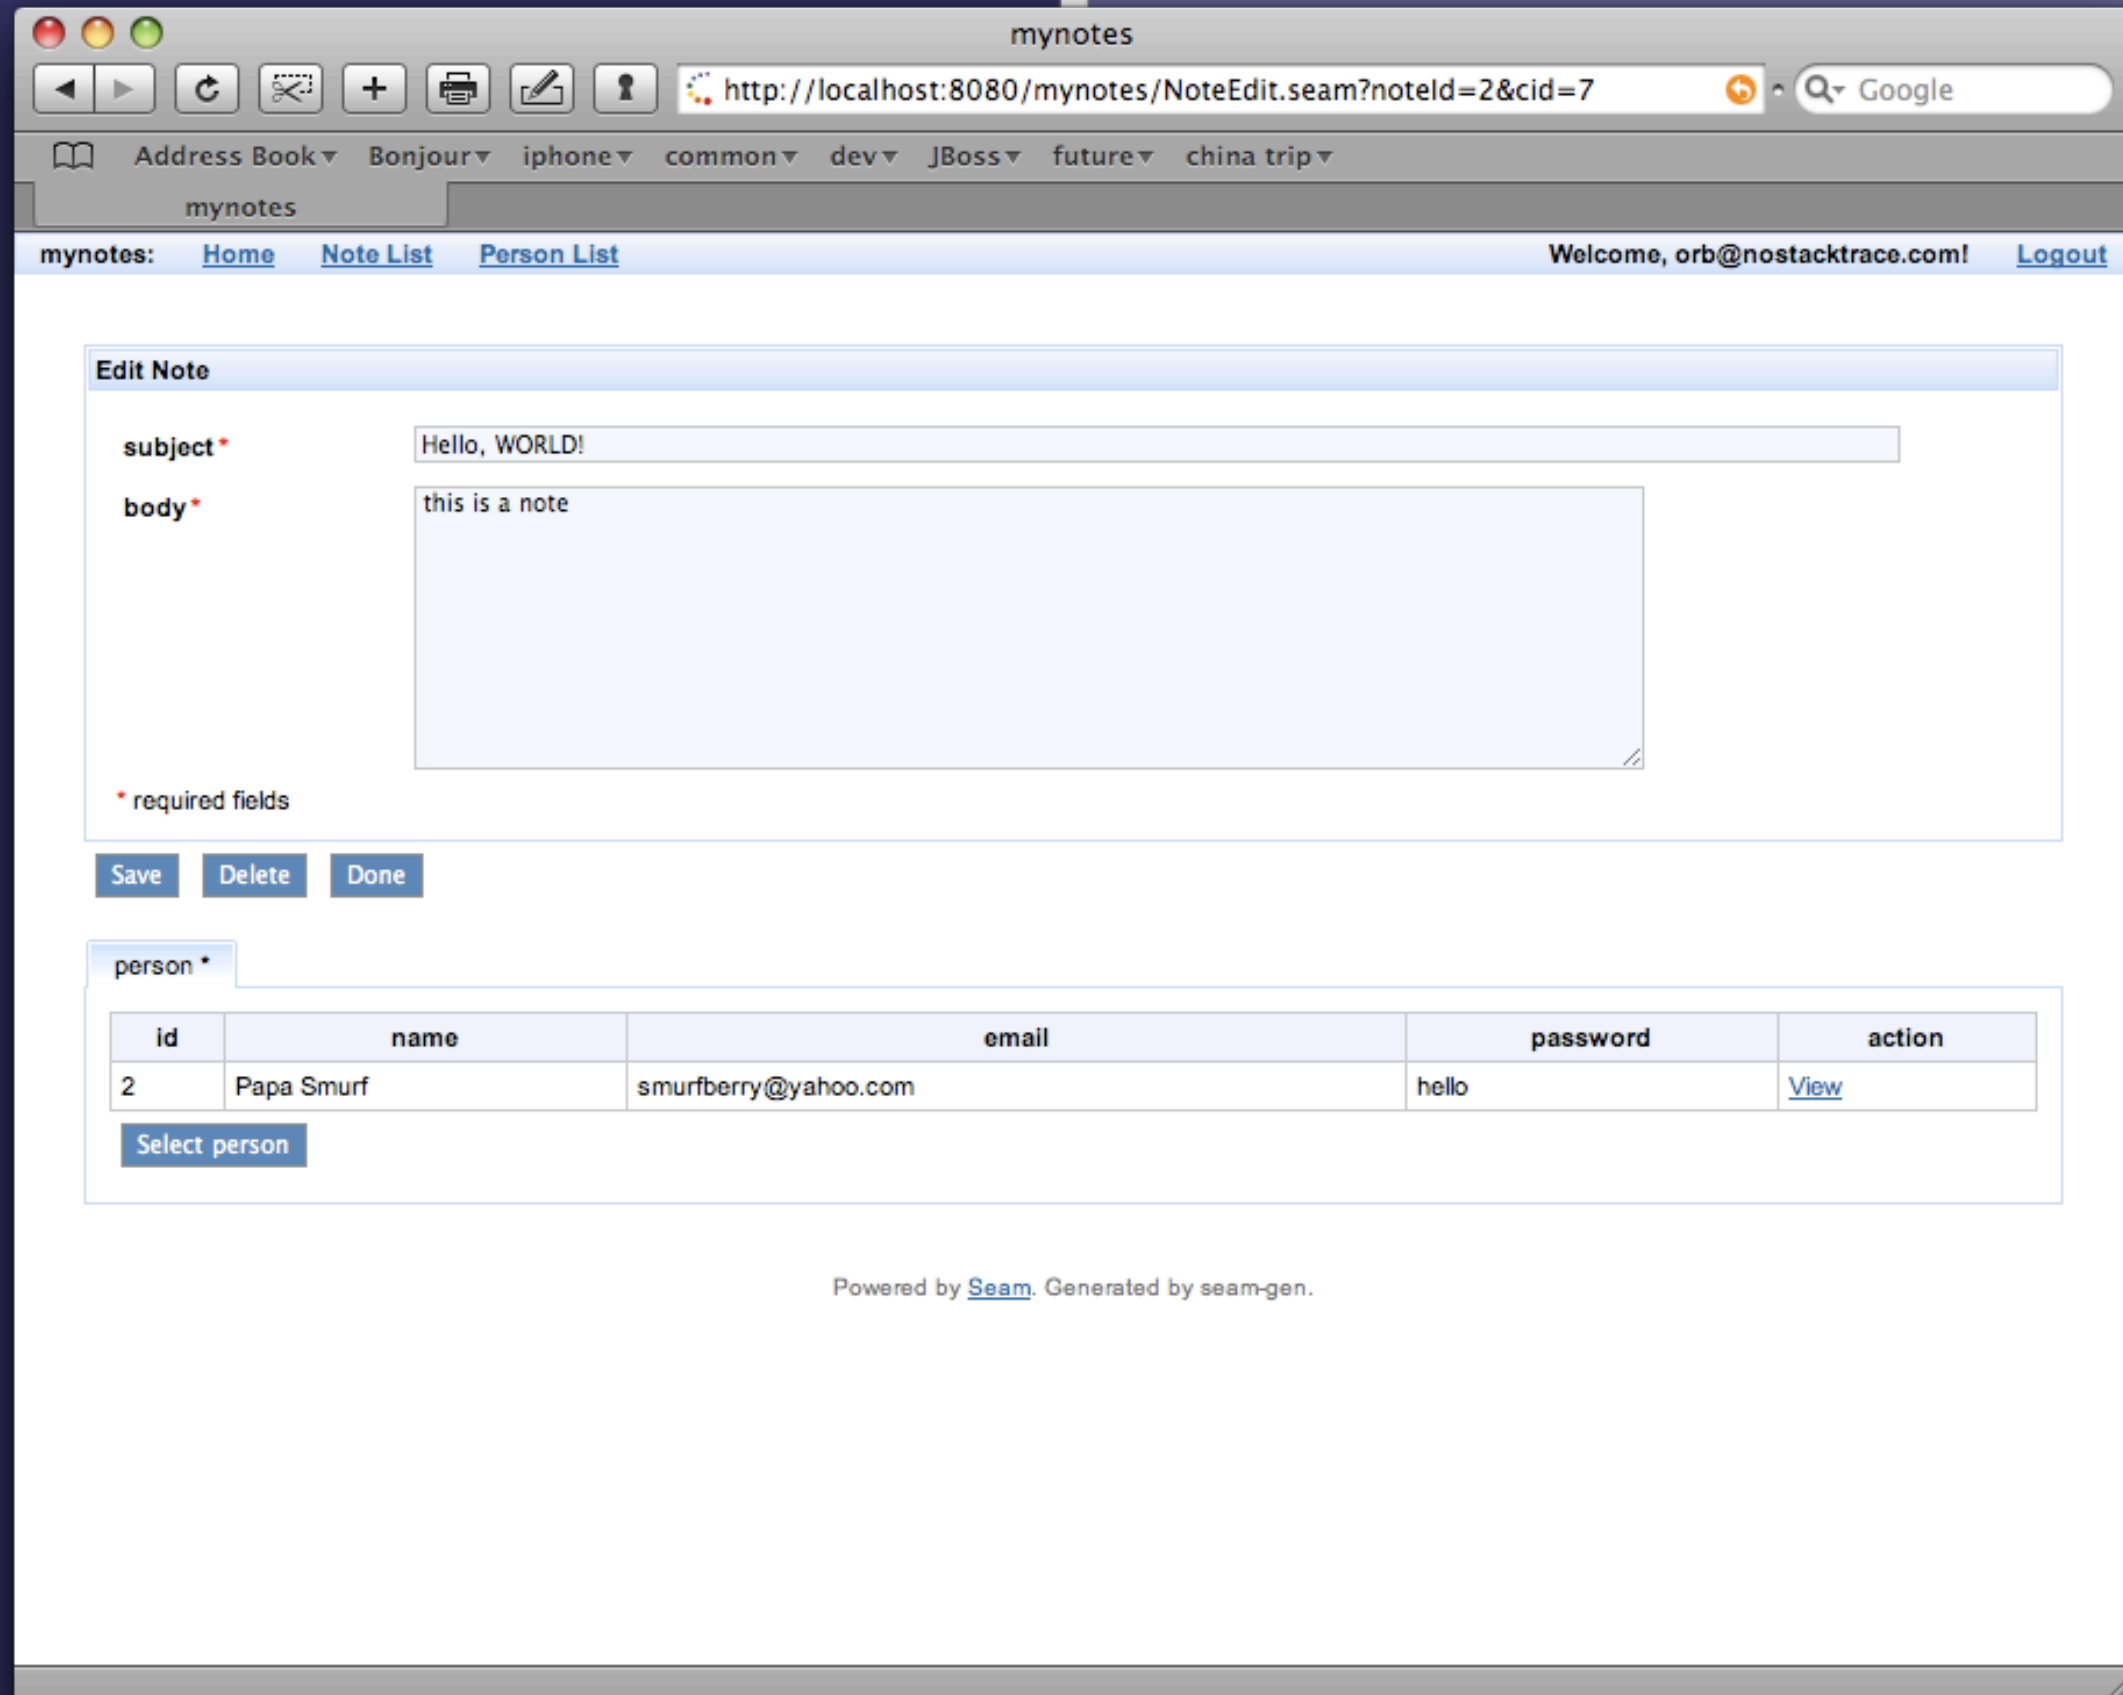 mynotes
http://localhost:8080/mynotes/NoteEdit.seam?noteId=2&cid=7 Google
Address Book Bonjour iphone common dev JBoss future china trip
mynotes
mynotes: Home Note List Person List Welcome, orb@nostacktrace.com! Logout
Edit Note
subject* Hello, WORLD!
body* this is a note
* required fields
Save Delete Done
person *
id name email password action
2 Papa Smurf smurfberry@yahoo.com hello View
Select person
Powered by Seam. Generated by seam-gen.